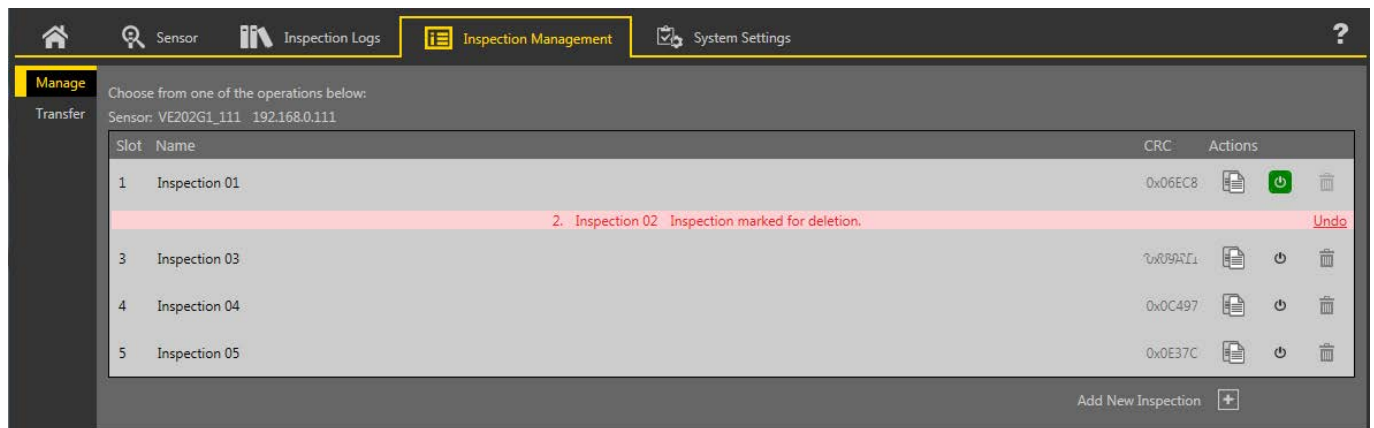 Sensor Inspection Logs Inspection Management System Settings ?
Manage
Transfer
Choose from one of the operations below:
Sensor: VE202G1_111 192.168.0.111
Slot Name CRC Actions
1 Inspection 01 0x06EC8
2. Inspection 02 Inspection marked for deletion. Undo
3 Inspection 03
4 Inspection 04 0x0C497
5 Inspection 05 0x0E37C
Add New Inspection +